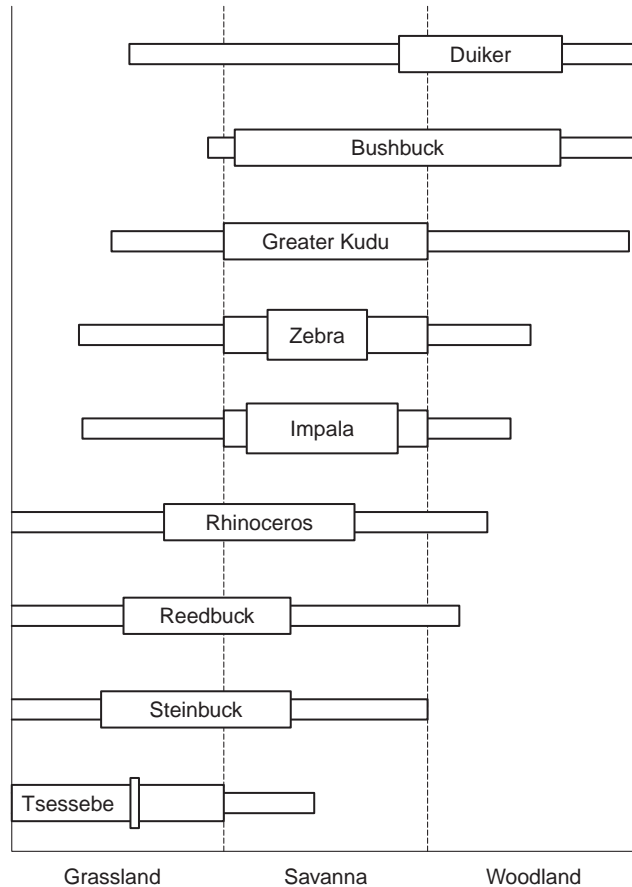 Duiker
Bushbuck
Greater Kudu
Zebra
Impala
Rhinoceros
Reedbuck
Steinbuck
Tsessebe
Grassland Savanna Woodland